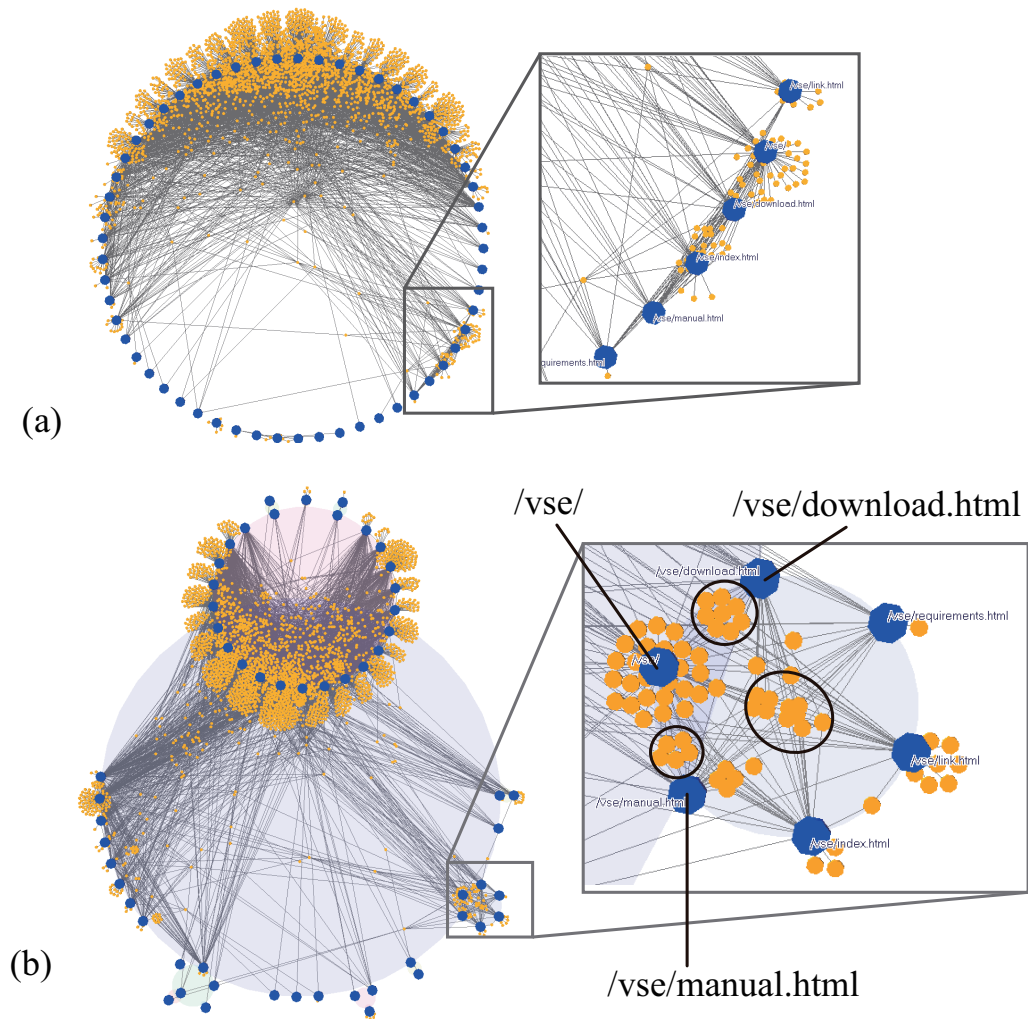 /vse/link.html
/vse/
/vse/download.html
/vse/index.html
/vse/manual.html
quirements.html
(a)
/vse/
/vse/download.html
/vse/download.html
/vse/requirements.html
/vse/
/vse/link.html
/vse/manual.html
/vse/index.html
(b)
/vse/manual.html